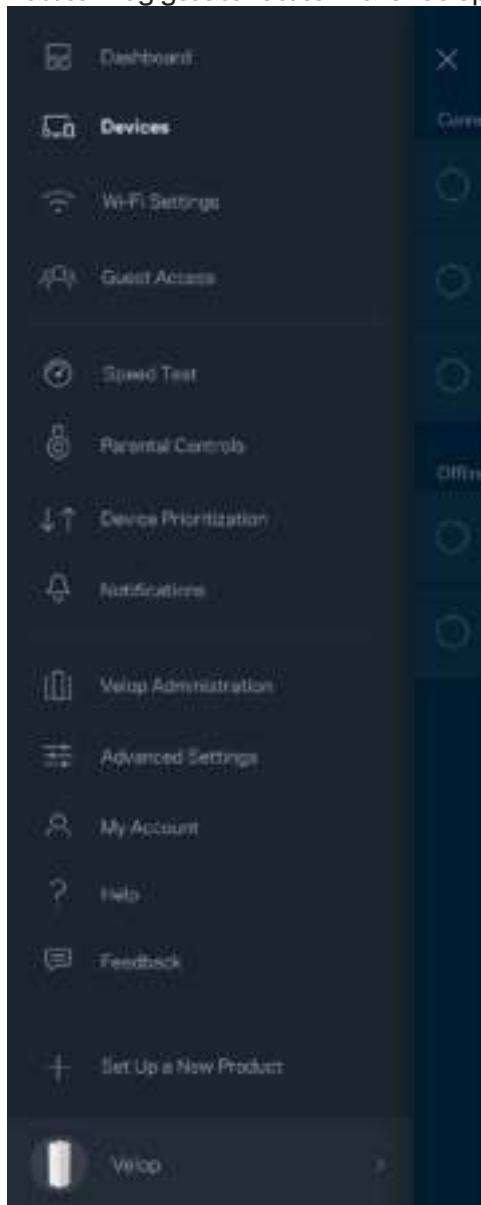 Dashboard
Devices
Wi-Fi Settings
Guest Access
Speed Test
Parental Controls
Device Prioritization
Notifications
Velop Administration
Advanced Settings
My Account
Help
Feedback
Set Up a New Product
Velop